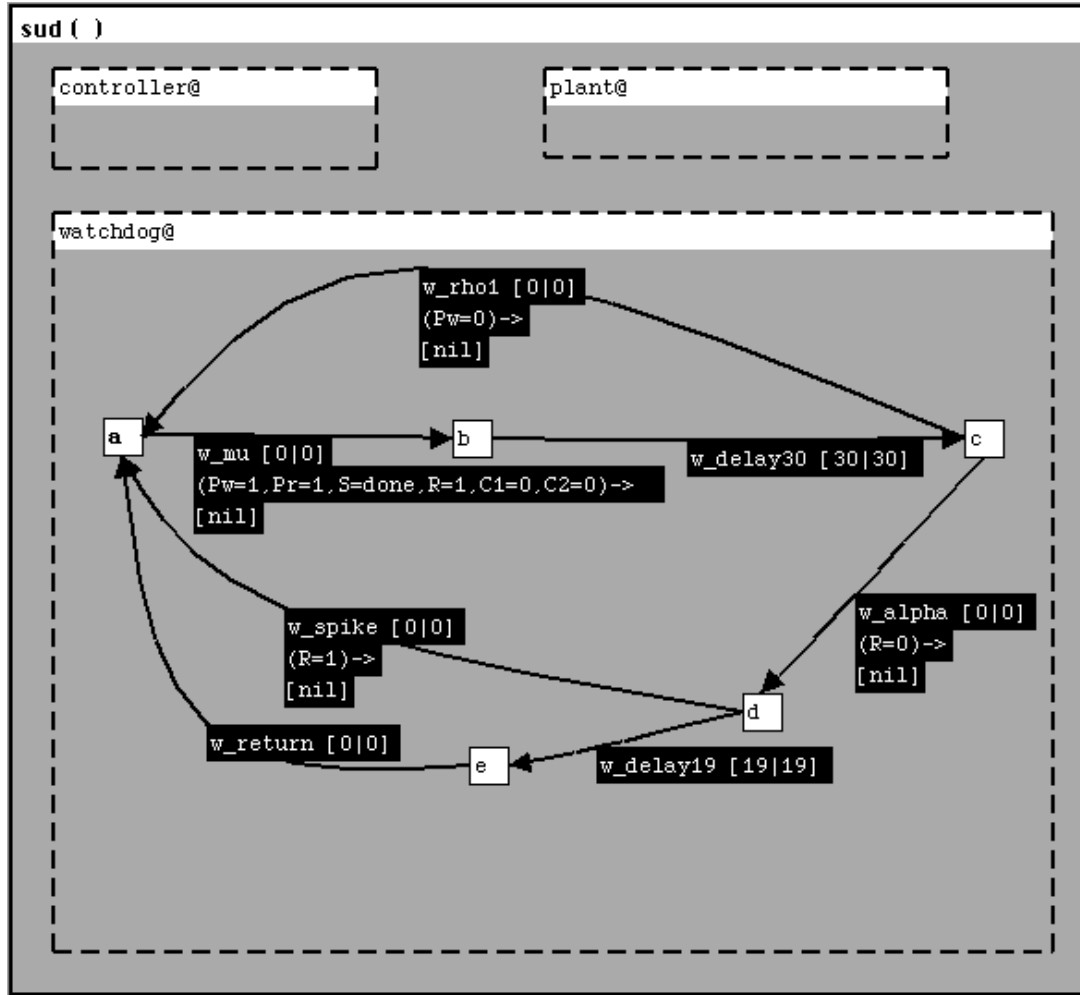 sud ( )
controller@
plant@
watchdog@
w_rho1 [0|0]
(Pw=0)->
[nil]
a
b
c
w_mu [0|0]
(Pw=1,Pr=1,S=done,R=1,C1=0,C2=0)->
[nil]
w_delay30 [30|30]
w_alpha [0|0]
(R=0)->
[nil]
w_spike [0|0]
(R=1)->
[nil]
d
w_return [0|0]
e
w_delay19 [19|19]